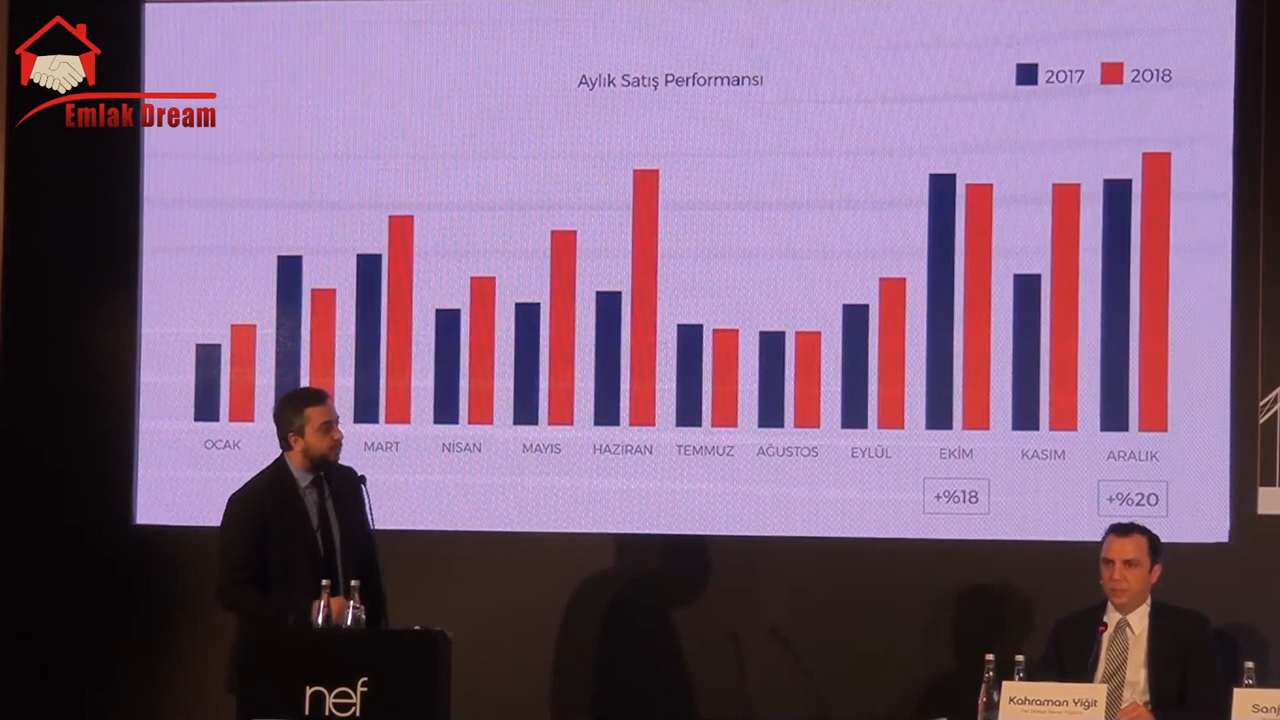 Emlak Dream
Aylık Satış Performansı
2017
2018
OCAK
MART
NİSAN
MAYIS
HAZİRAN
TEMMUZ
AĞUSTOS
EYLÜL
EKİM
KASIM
ARALIK
+%18
+%20
nef
Kahraman Yiğit
Sanj